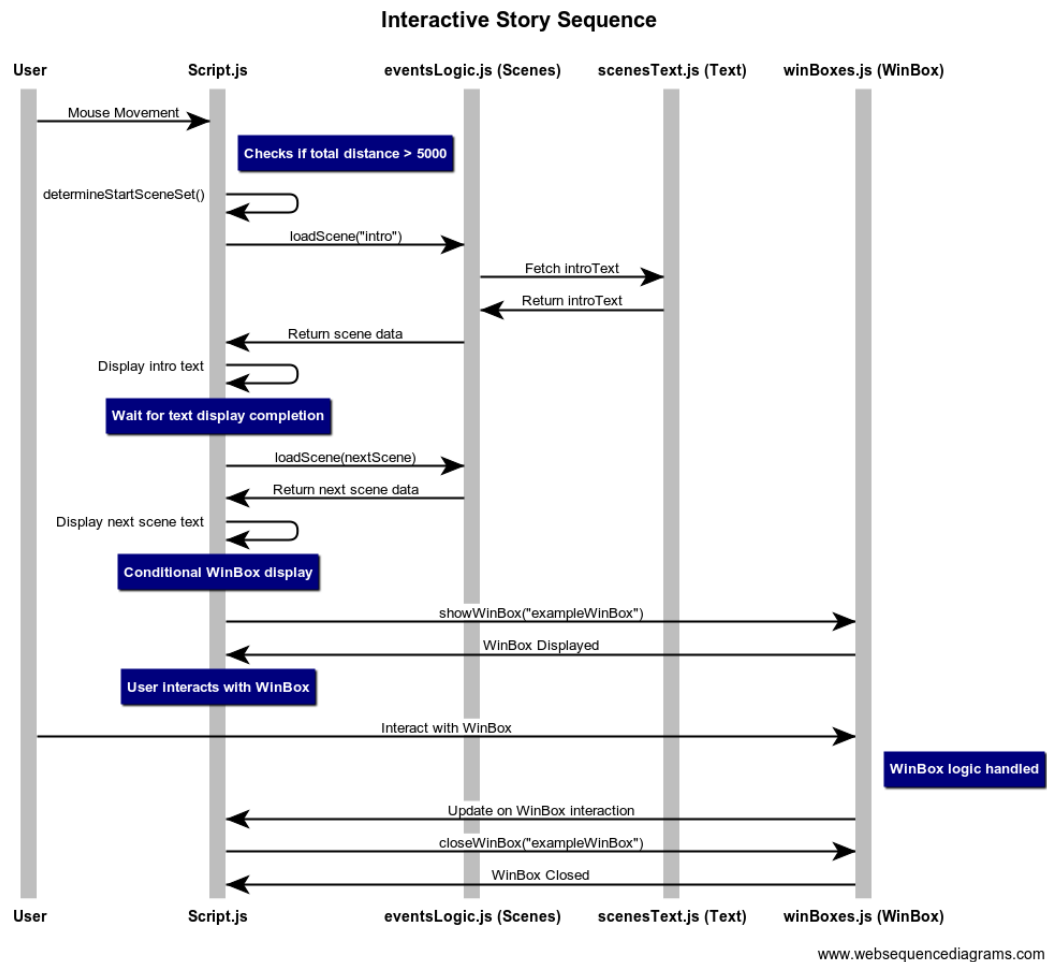 Interactive Story Sequence
User Script.js eventsLogic.js (Scenes) scenesText.js (Text) winBoxes.js (WinBox)
Mouse Movement
Checks if total distance > 5000
determineStartSceneSet()
loadScene("intro")
Fetch introText
Return introText
Return scene data
Display intro text
Wait for text display completion
loadScene(nextScene)
Return next scene data
Display next scene text
Conditional WinBox display
showWinBox("exampleWinBox")
WinBox Displayed
User interacts with WinBox
Interact with WinBox
WinBox logic handled
Update on WinBox interaction
closeWinBox("exampleWinBox")
WinBox Closed
User Script.js eventsLogic.js (Scenes) scenesText.js (Text) winBoxes.js (WinBox)
www.websequencediagrams.com